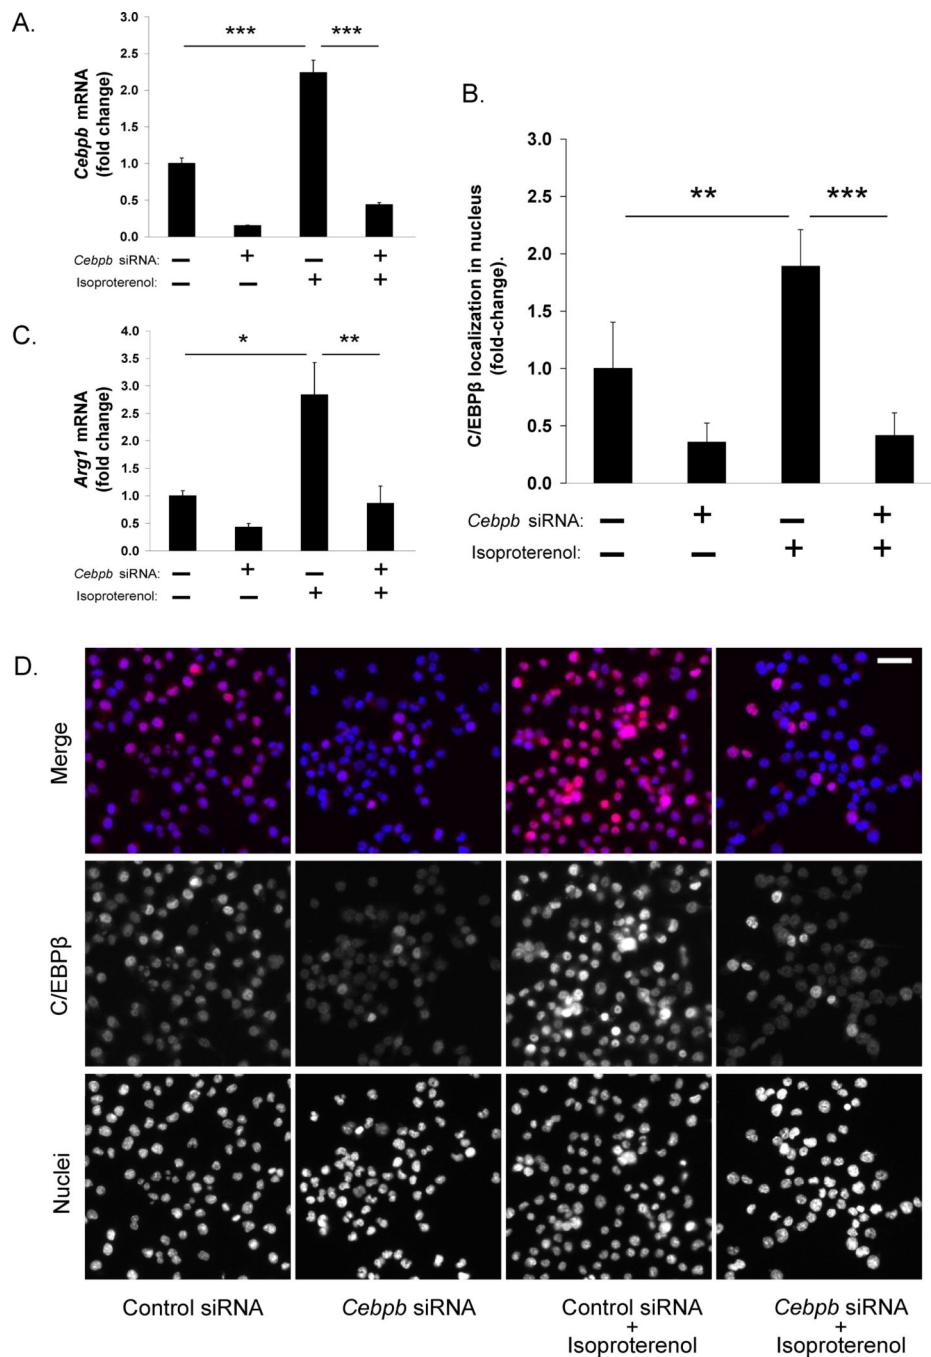 A.
Cebpb mRNA
(fold change)
3.0
2.5
2.0
1.5
1.0
0.5
0.0
*** ***
Cebpb siRNA: − + − +
Isoproterenol: − − + +
B.
C/EBPβ localization in nucleus
(fold-change).
3.0
2.5
2.0
1.5
1.0
0.5
0.0
** ***
Cebpb siRNA: − + − +
Isoproterenol: − − + +
C.
Arg1 mRNA
(fold change)
4.0
3.5
3.0
2.5
2.0
1.5
1.0
0.5
0.0
* **
Cebpb siRNA: − + − +
Isoproterenol: − − + +
D.
Merge
C/EBPβ
Nuclei
Control siRNA
Cebpb siRNA
Control siRNA
+
Isoproterenol
Cebpb siRNA
+
Isoproterenol